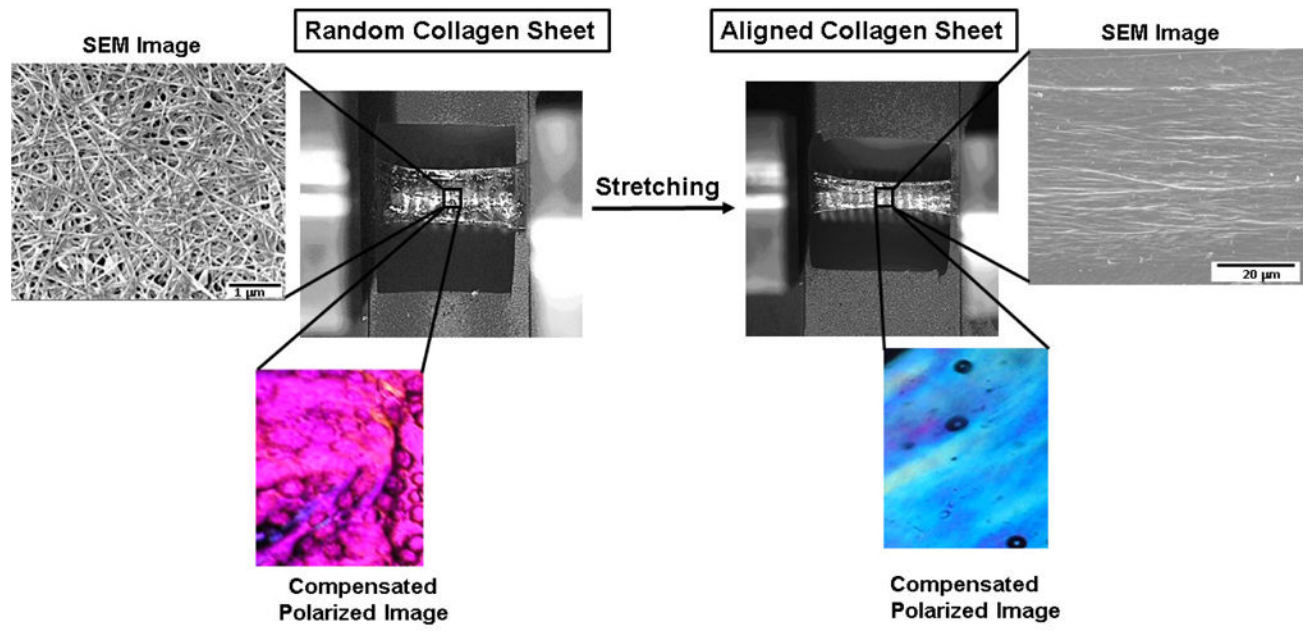 Random Collagen Sheet
Aligned Collagen Sheet
SEM Image
SEM Image
Stretching
1 µm
20 µm
Compensated
Polarized Image
Compensated
Polarized Image